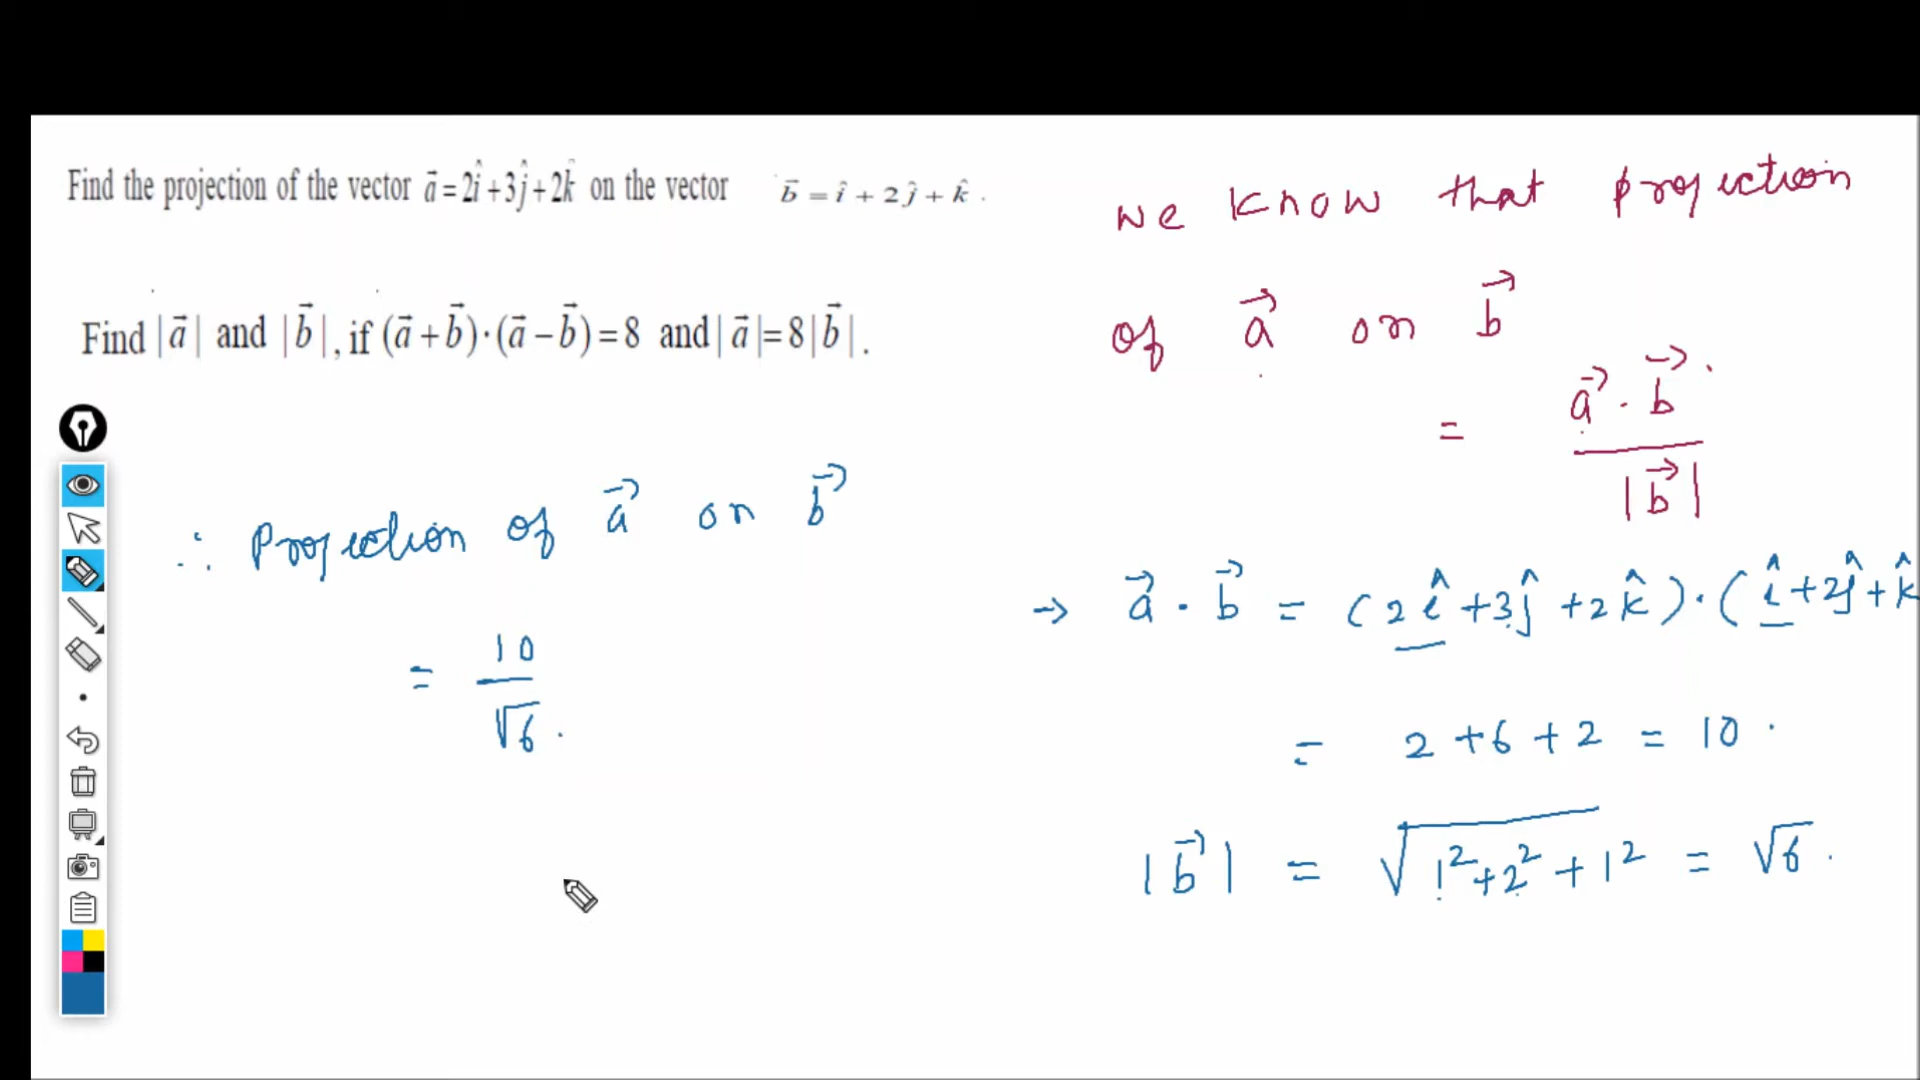 Find the projection of the vector a⃗ = 2î + 3ĵ + 2k̂ on the vector b⃗ = î + 2ĵ + k̂ .
Find |a⃗| and |b⃗|, if (a⃗ + b⃗)·(a⃗ − b⃗) = 8 and |a⃗| = 8|b⃗|.
∴ Projection of a⃗ on b⃗
= 10/√6 .
We know that projection
of a⃗ on b⃗
= a⃗ · b⃗ / |b⃗|
→ a⃗ · b⃗ = (2î + 3ĵ + 2k̂) · (î + 2ĵ + k̂
= 2 + 6 + 2 = 10 .
|b⃗| = √1² + 2² + 1² = √6 .